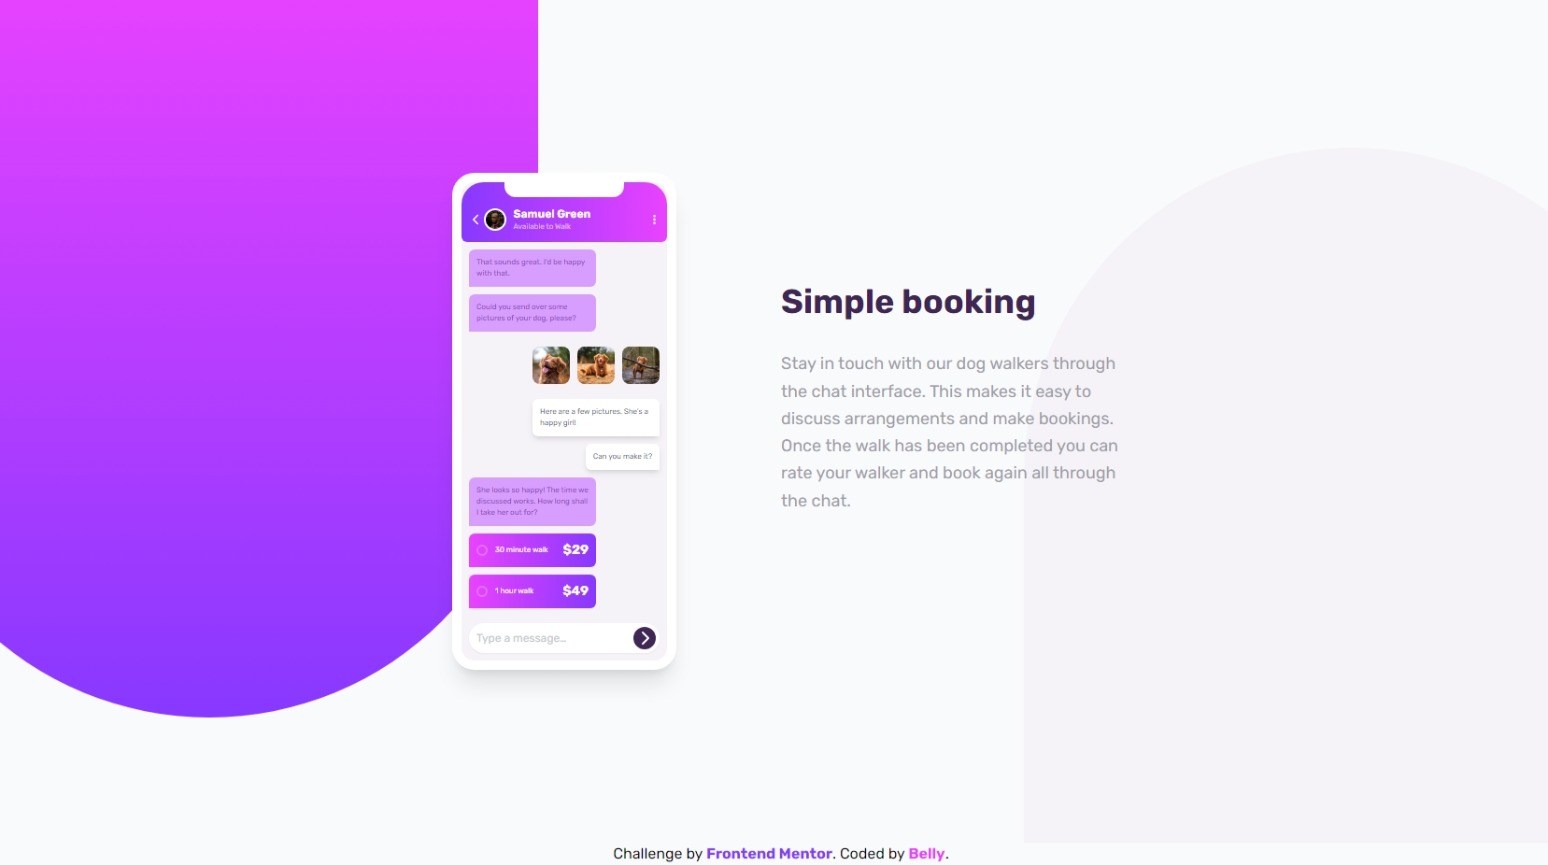 Samuel Green
Available to Walk
That sounds great. I'd be happy
with that.
Could you send over some
pictures of your dog, please?
Here are a few pictures. She's a
happy girl!
Can you make it?
She looks so happy! The time we
discussed works. How long shall
I take her out for?
30 minute walk $29
1 hour walk $49
Type a message...
Simple booking
Stay in touch with our dog walkers through
the chat interface. This makes it easy to
discuss arrangements and make bookings.
Once the walk has been completed you can
rate your walker and book again all through
the chat.
Challenge by Frontend Mentor. Coded by Belly.